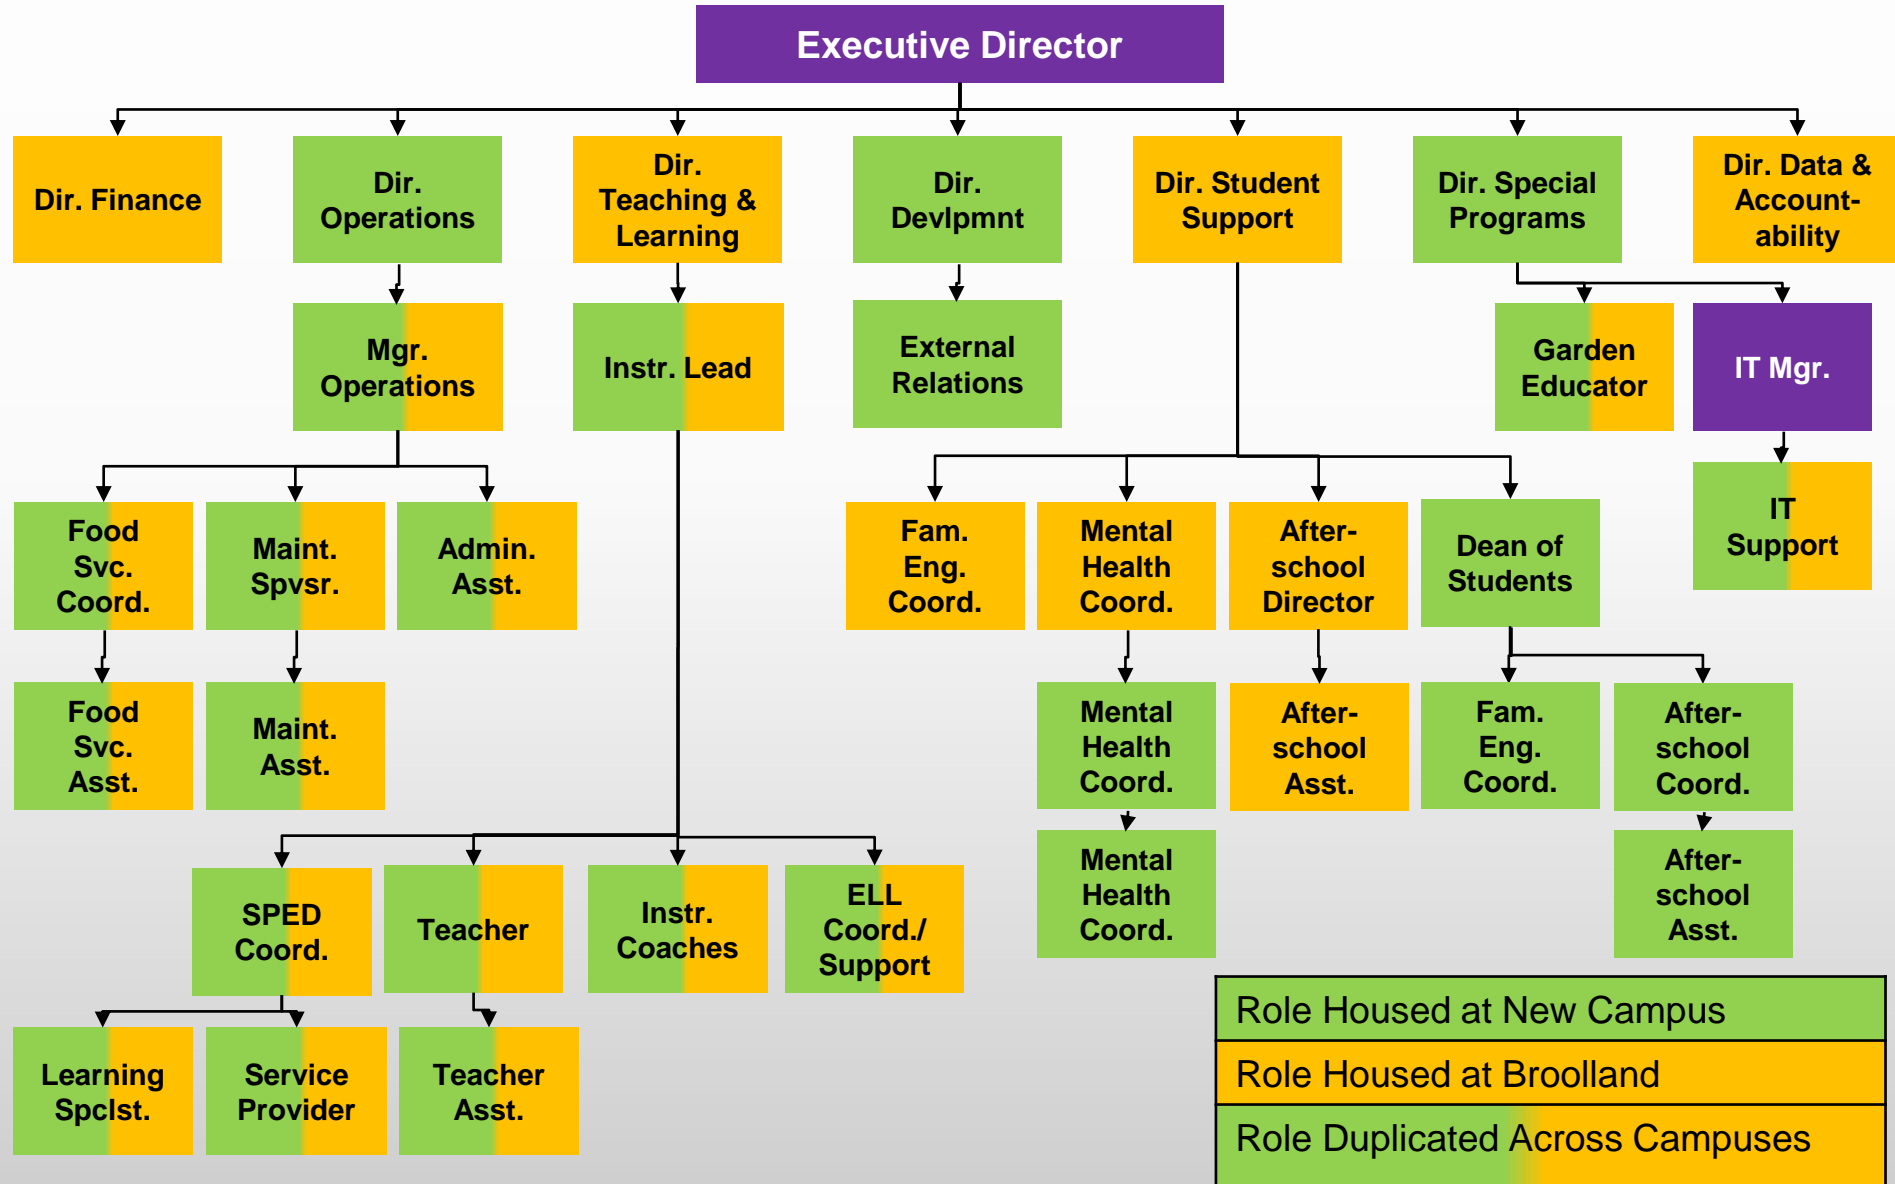 Executive Director
Dir. Finance
Dir.
Operations
Dir.
Teaching &
Learning
Dir.
Devlpmnt
Dir. Student
Support
Dir. Special
Programs
Dir. Data &
Account-
ability
Mgr.
Operations
Instr. Lead
External
Relations
Garden
Educator
IT Mgr.
Food
Svc.
Coord.
Maint.
Spvsr.
Admin.
Asst.
Fam.
Eng.
Coord.
Mental
Health
Coord.
After-
school
Director
Dean of
Students
IT
Support
Food
Svc.
Asst.
Maint.
Asst.
Mental
Health
Coord.
After-
school
Asst.
Fam.
Eng.
Coord.
After-
school
Coord.
SPED
Coord.
Teacher
Instr.
Coaches
ELL
Coord./
Support
Mental
Health
Coord.
After-
school
Asst.
Learning
Spclst.
Service
Provider
Teacher
Asst.
Role Housed at New Campus
Role Housed at Broolland
Role Duplicated Across Campuses